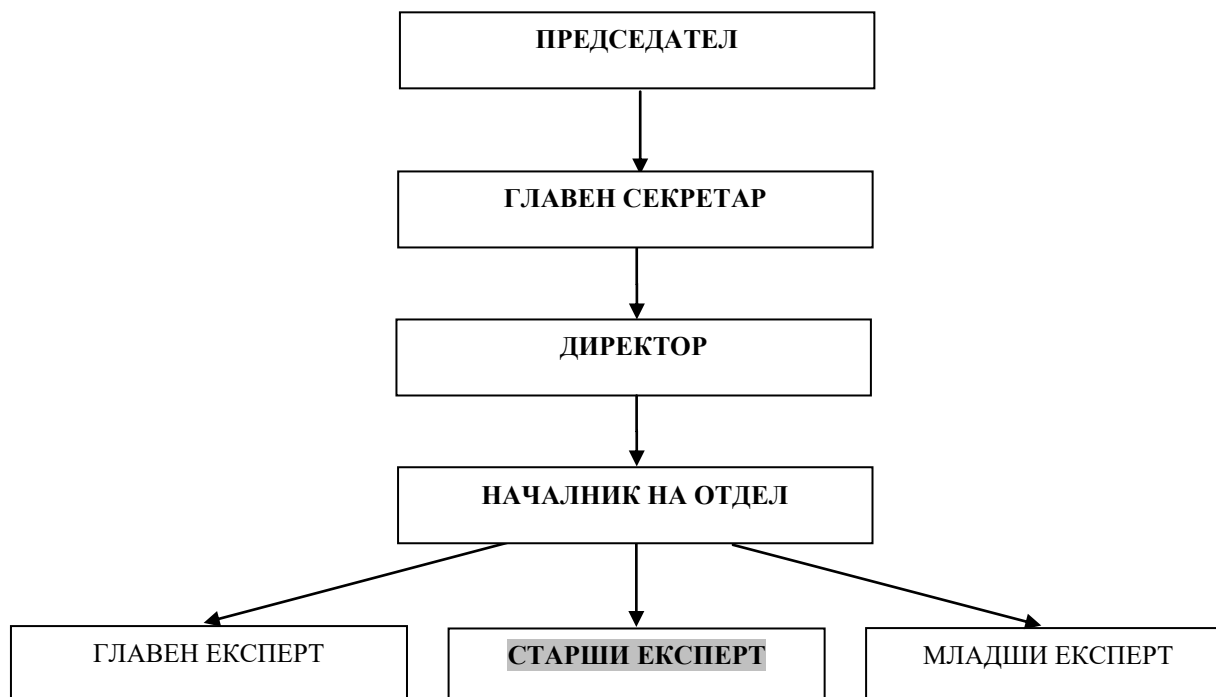 ПРЕДСЕДАТЕЛ
ГЛАВЕН СЕКРЕТАР
ДИРЕКТОР
НАЧАЛНИК НА ОТДЕЛ
ГЛАВЕН ЕКСПЕРТ
СТАРШИ ЕКСПЕРТ
МЛАДШИ ЕКСПЕРТ